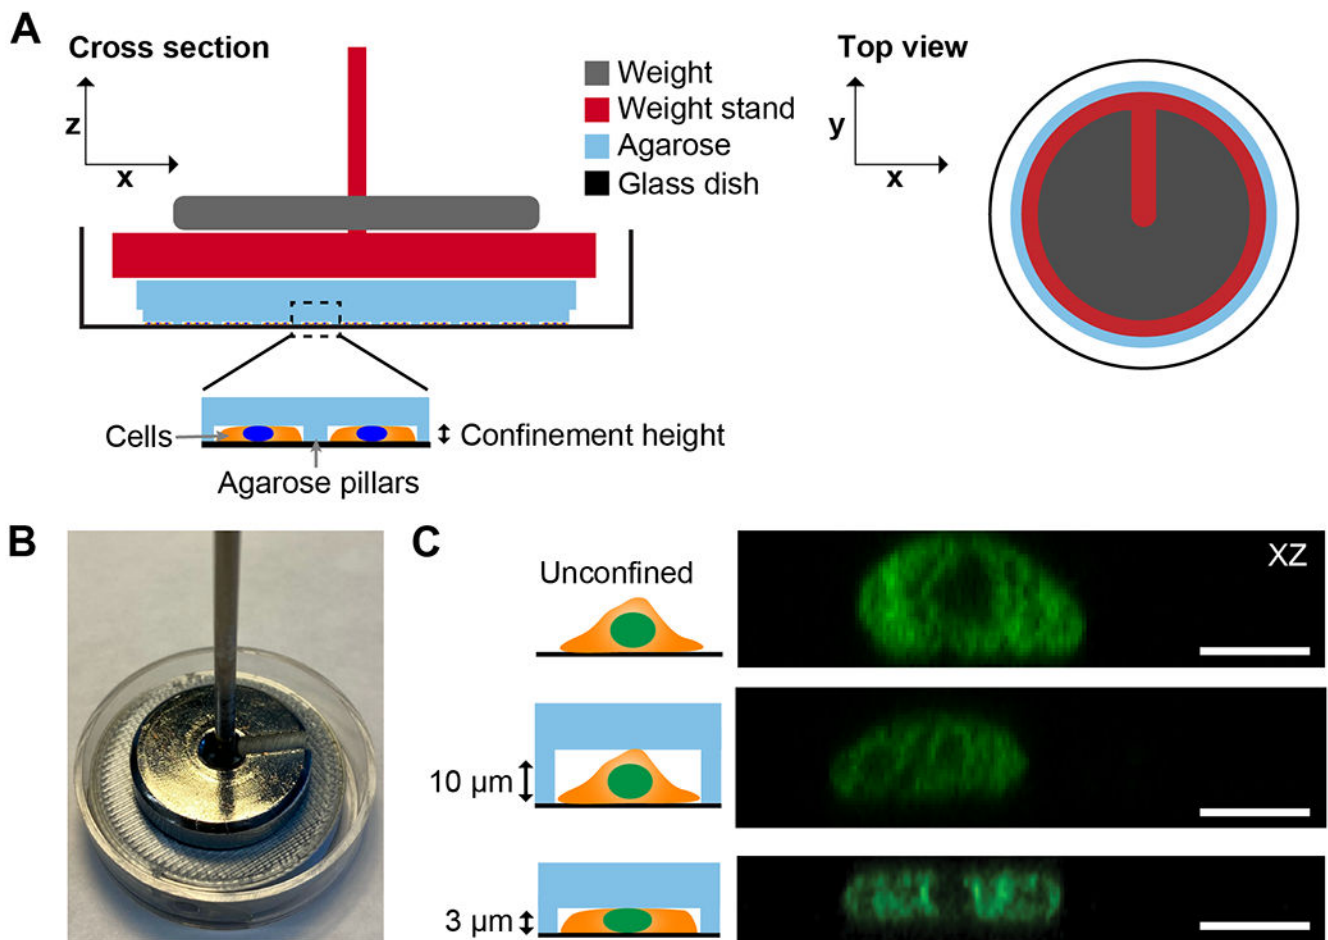 A
Cross section
z
x
Weight
Weight stand
Agarose
Glass dish
Top view
y
x
Cells
Confinement height
Agarose pillars
B
C
Unconfined
XZ
10 µm
3 µm